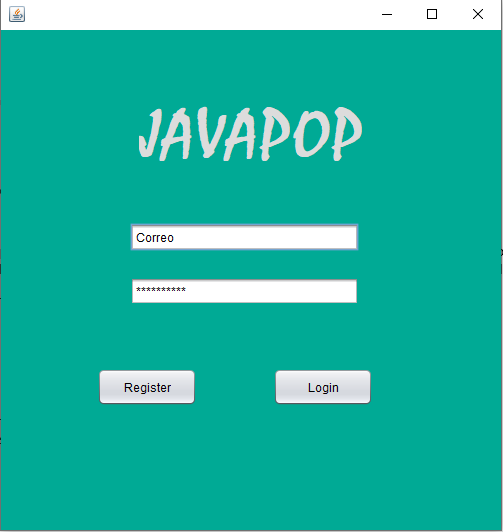 JAVAPOP
Correo
**********
Register
Login